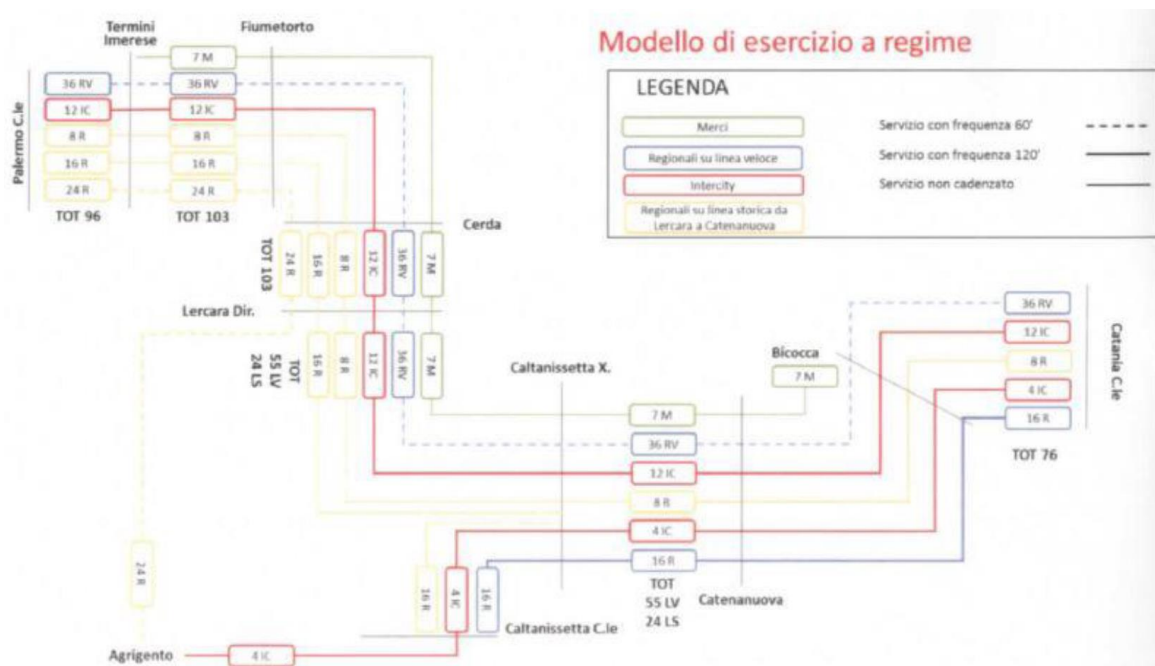 Termini
Imerese
Fiumetorto
Modello di esercizio a regime
Palermo C.le
7 M
36 RV
36 RV
12 IC
12 IC
8 R
8 R
16 R
16 R
24 R
24 R
TOT 96
TOT 103
LEGENDA
Merci
Servizio con frequenza 60'
Regionali su linea veloce
Servizio con frequenza 120'
Intercity
Servizio non cadenzato
Regionali su linea storica da
Lercara a Catenanuova
Cerda
TOT 103
24 R
16 R
8 R
12 IC
36 RV
7 M
Lercara Dir.
TOT
55 LV
24 LS
16 R
8 R
12 IC
36 RV
7 M
Caltanissetta X.
Bicocca
7 M
Catania C.le
36 RV
12 IC
8 R
4 IC
16 R
TOT 76
7 M
36 RV
12 IC
8 R
4 IC
16 R
TOT
55 LV
24 LS
Catenanuova
24 R
16 R
4 IC
16 R
Caltanissetta C.le
Agrigento
4 IC